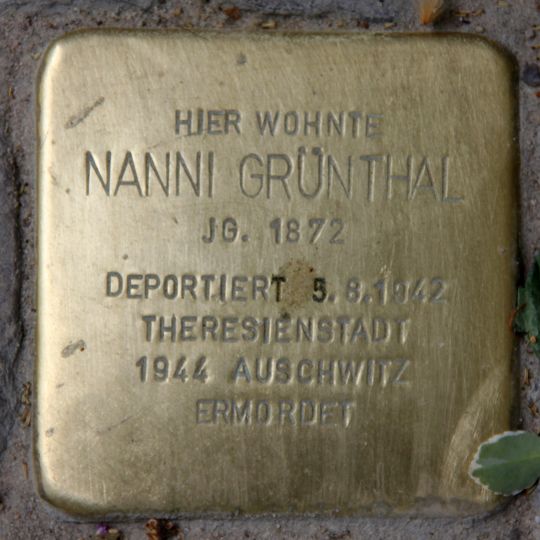 HIER WOHNTE
NANNI GRÜNTHAL
JG. 1872
DEPORTIERT 5.8.1942
THERESIENSTADT
1944 AUSCHWITZ
ERMORDET